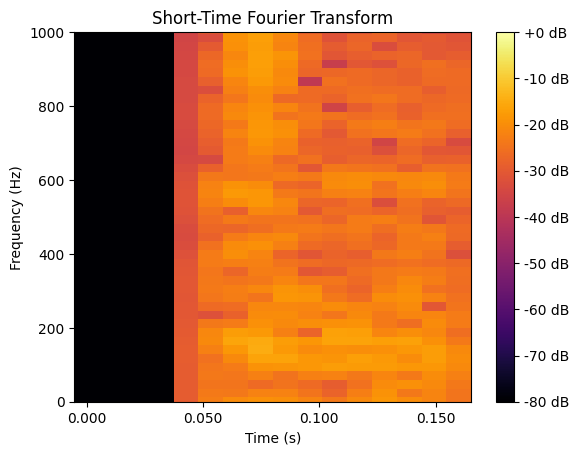 Short-Time Fourier Transform
Frequency (Hz)
1000
800
600
400
200
0
0.000
0.050
0.100
0.150
Time (s)
+0 dB
-10 dB
-20 dB
-30 dB
-40 dB
-50 dB
-60 dB
-70 dB
-80 dB